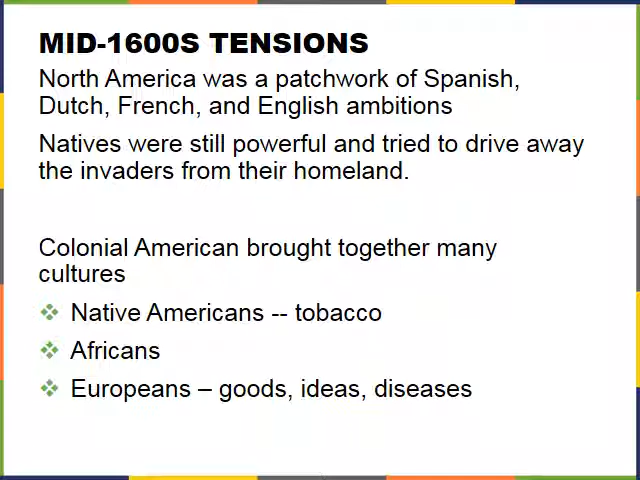 MID-1600S TENSIONS
North America was a patchwork of Spanish,
Dutch, French, and English ambitions
Natives were still powerful and tried to drive away
the invaders from their homeland.
Colonial American brought together many
cultures
❖ Native Americans -- tobacco
❖ Africans
❖ Europeans – goods, ideas, diseases